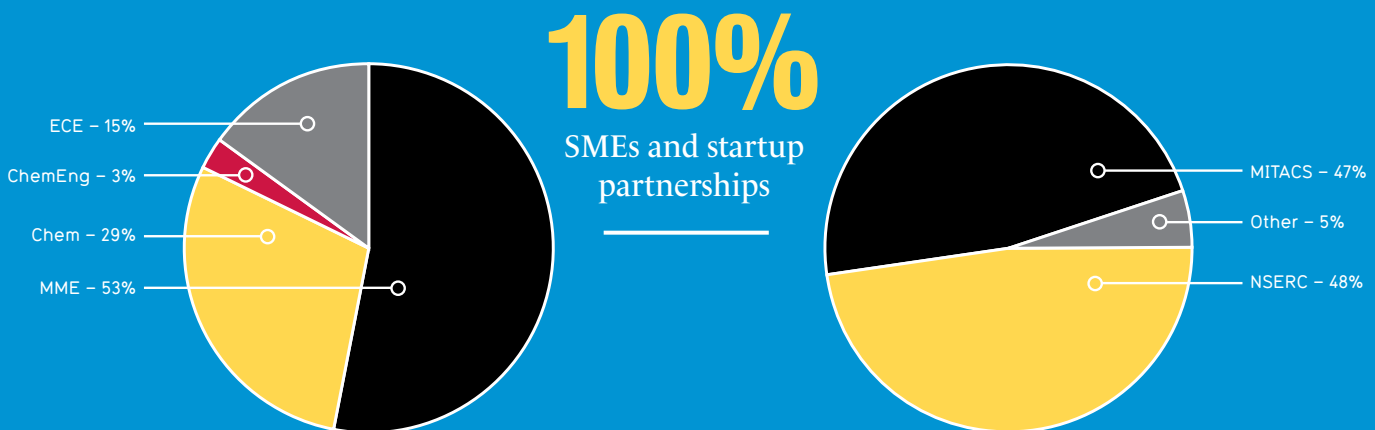 100%
SMEs and startup
partnerships
ECE – 15%
ChemEng – 3%
Chem – 29%
MME – 53%
MITACS – 47%
Other – 5%
NSERC – 48%